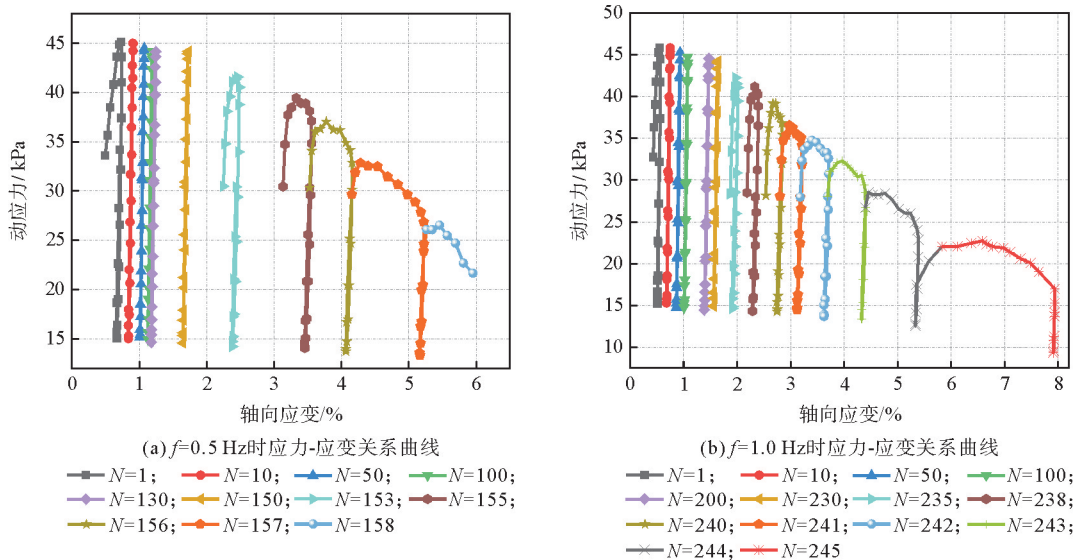 45
40
35
30
25
20
15
动应力/ kPa
0 1 2 3 4 5 6
轴向应变/%
(a) f=0.5 Hz时应力-应变关系曲线
N=1; N=10; N=50; N=100;
N=130; N=150; N=153; N=155;
N=156; N=157; N=158
50
45
40
35
30
25
20
15
10
动应力/ kPa
0 1 2 3 4 5 6 7 8
轴向应变/%
(b) f=1.0 Hz时应力-应变关系曲线
N=1; N=10; N=50; N=100;
N=200; N=230; N=235; N=238;
N=240; N=241; N=242; N=243;
N=244; N=245